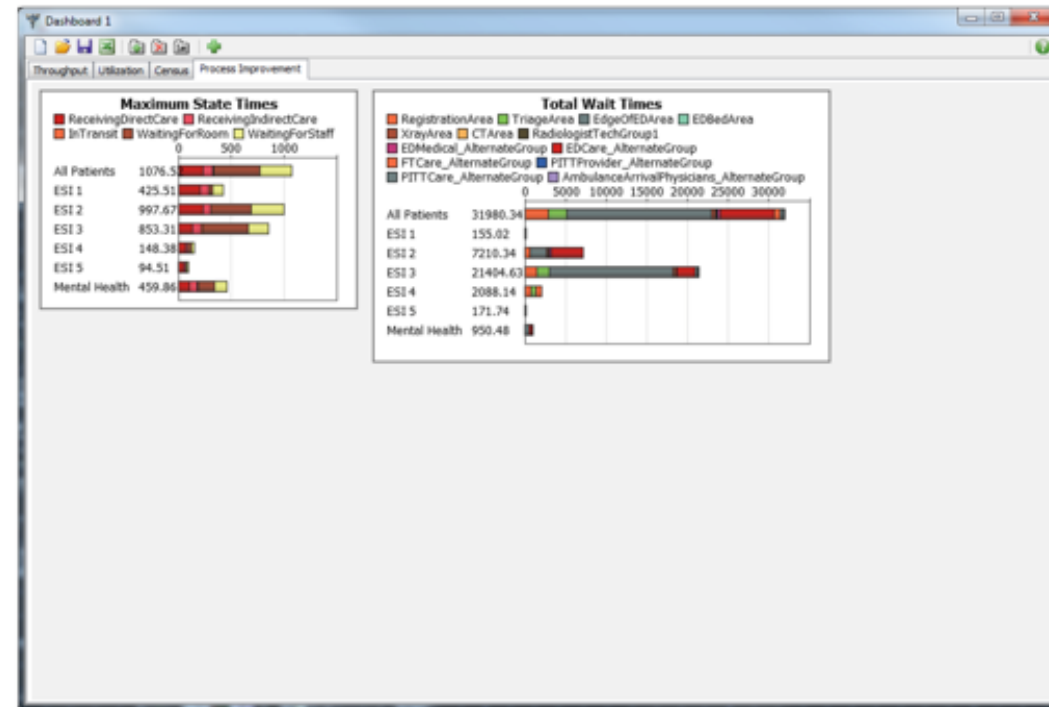 Dashboard 1
Throughput Utilization Census Process Improvement
Maximum State Times
ReceivingDirectCare ReceivingIndirectCare
InTransit WaitingForRoom WaitingForStaff
0 500 1000
All Patients 1076.5
ESI 1 425.51
ESI 2 997.67
ESI 3 853.31
ESI 4 148.38
ESI 5 94.51
Mental Health 459.86
Total Wait Times
RegistrationArea TriageArea EdgeOfEDArea EDBedArea
XrayArea CTArea RadiologistTechGroup1
EDMedical_AlternateGroup EDCare_AlternateGroup
FTCare_AlternateGroup PITTProvider_AlternateGroup
PITTCare_AlternateGroup AmbulanceArrivalPhysicians_AlternateGroup
0 5000 10000 15000 20000 25000 30000
All Patients 31980.34
ESI 1 155.02
ESI 2 7210.34
ESI 3 21404.63
ESI 4 2088.14
ESI 5 171.74
Mental Health 950.48